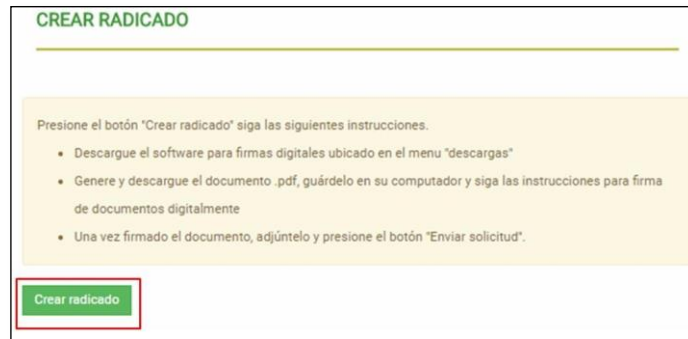 CREAR RADICADO
Presione el botón "Crear radicado" siga las siguientes instrucciones.
• Descargue el software para firmas digitales ubicado en el menu "descargas"
• Genere y descargue el documento .pdf, guárdelo en su computador y siga las instrucciones para firma
de documentos digitalmente
• Una vez firmado el documento, adjúntelo y presione el botón "Enviar solicitud".
Crear radicado